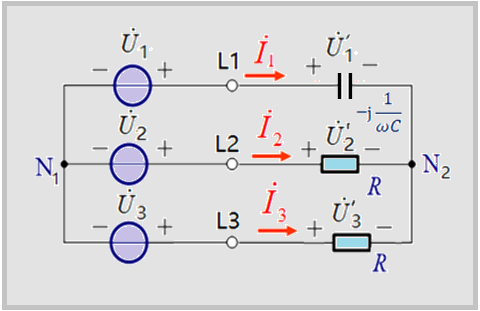 U̇₁ L1 İ₁ + U̇′₁ −
− +
−j 1/ωC
U̇₂ L2 İ₂ + U̇′₂ −
− +
N₁ N₂
R
U̇₃ L3 İ₃ + U̇′₃ −
− +
R